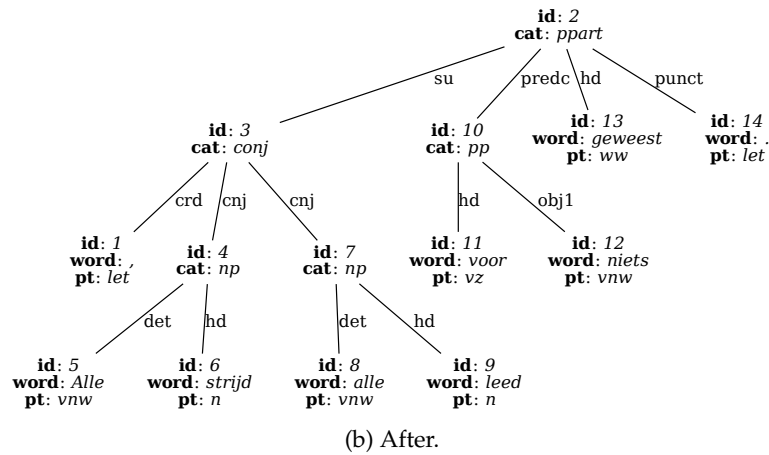 id: 2
cat: ppart
su
predc
hd
punct
id: 3
cat: conj
id: 10
cat: pp
id: 13
word: geweest
pt: ww
id: 14
word: .
pt: let
crd
cnj
cnj
hd
obj1
id: 1
word: ,
pt: let
id: 4
cat: np
id: 7
cat: np
id: 11
word: voor
pt: vz
id: 12
word: niets
pt: vnw
det
hd
det
hd
id: 5
word: Alle
pt: vnw
id: 6
word: strijd
pt: n
id: 8
word: alle
pt: vnw
id: 9
word: leed
pt: n
(b) After.